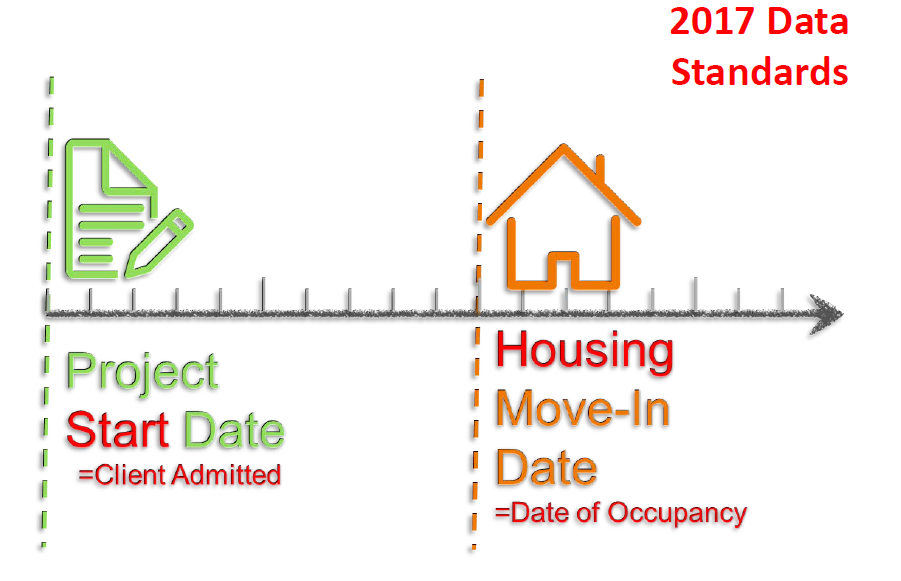 2017 Data
Standards
Project
Start Date
=Client Admitted
Housing
Move-In
Date
=Date of Occupancy